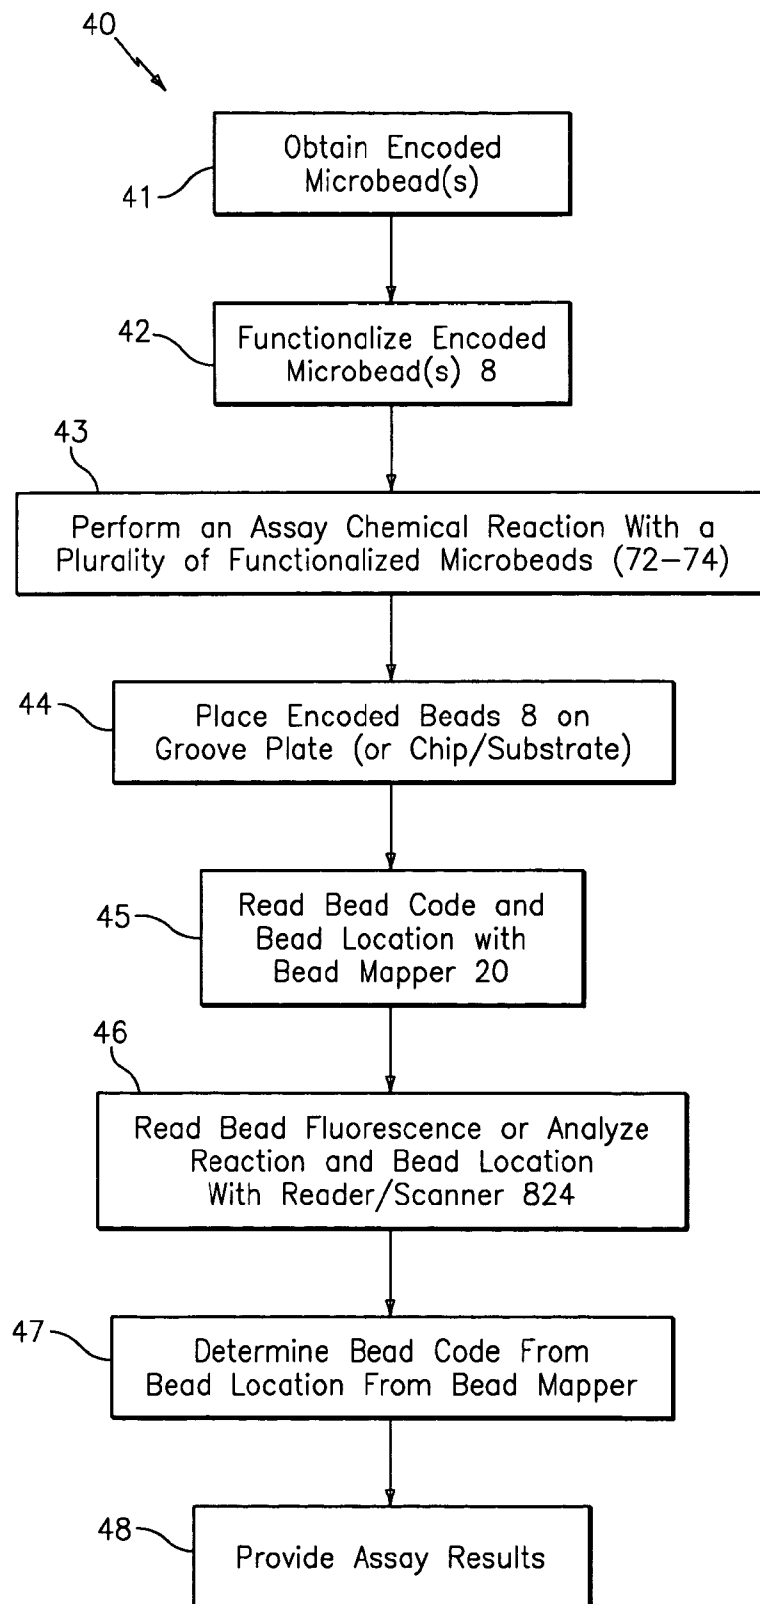 40
Obtain Encoded
Microbead(s)
41
42
Functionalize Encoded
Microbead(s) 8
43
Perform an Assay Chemical Reaction With a
Plurality of Functionalized Microbeads (72-74)
44
Place Encoded Beads 8 on
Groove Plate (or Chip/Substrate)
45
Read Bead Code and
Bead Location with
Bead Mapper 20
46
Read Bead Fluorescence or Analyze
Reaction and Bead Location
With Reader/Scanner 824
47
Determine Bead Code From
Bead Location From Bead Mapper
48
Provide Assay Results